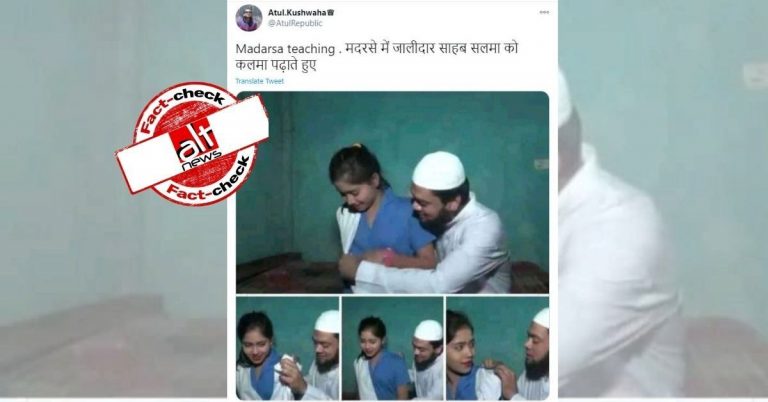 Atul.Kushwaha♕
@AtulRepublic
Madarsa teaching . मदरसे में जालीदार साहब सलमा को
कलमा पढ़ाते हुए
Translate Tweet
Fact-check
alt
news
Fact-check